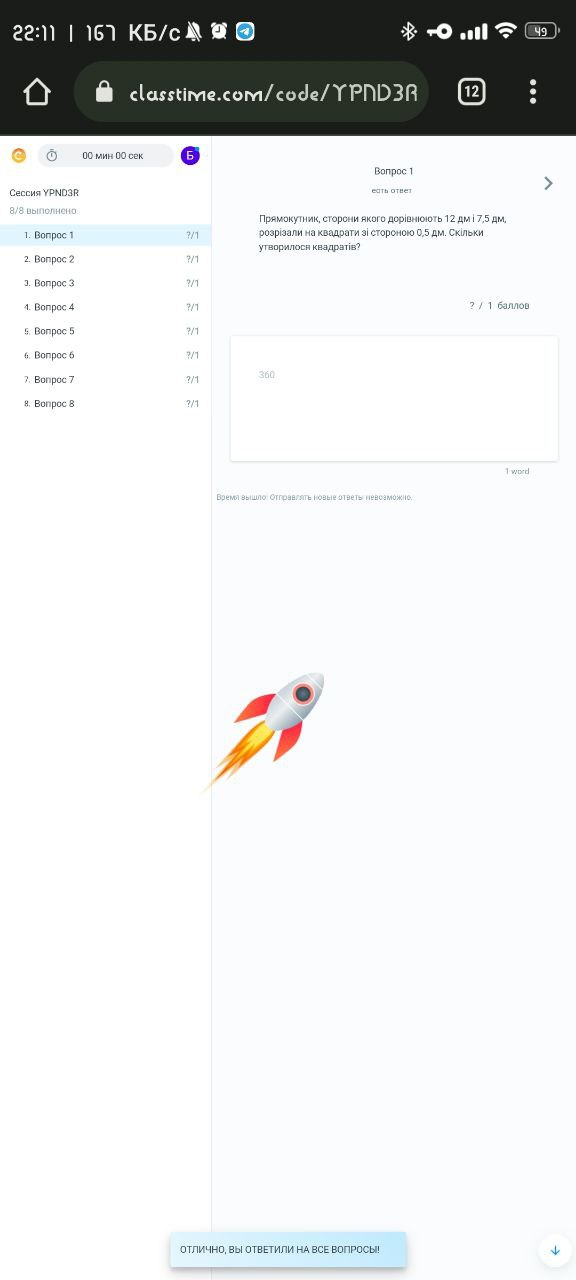 22:11 | 167 КБ/с
49
classtime.com/code/YPND3R
12
00 мин 00 сек
Б
Сессия YPND3R
8/8 выполнено
1. Вопрос 1 ?/1
2. Вопрос 2 ?/1
3. Вопрос 3 ?/1
4. Вопрос 4 ?/1
5. Вопрос 5 ?/1
6. Вопрос 6 ?/1
7. Вопрос 7 ?/1
8. Вопрос 8 ?/1
Вопрос 1
есть ответ
Прямокутник, сторони якого дорівнюють 12 дм і 7,5 дм,
розрізали на квадрати зі стороною 0,5 дм. Скільки
утворилося квадратів?
? / 1 баллов
360
1 word
Время вышло! Отправлять новые ответы невозможно.
ОТЛИЧНО, ВЫ ОТВЕТИЛИ НА ВСЕ ВОПРОСЫ!